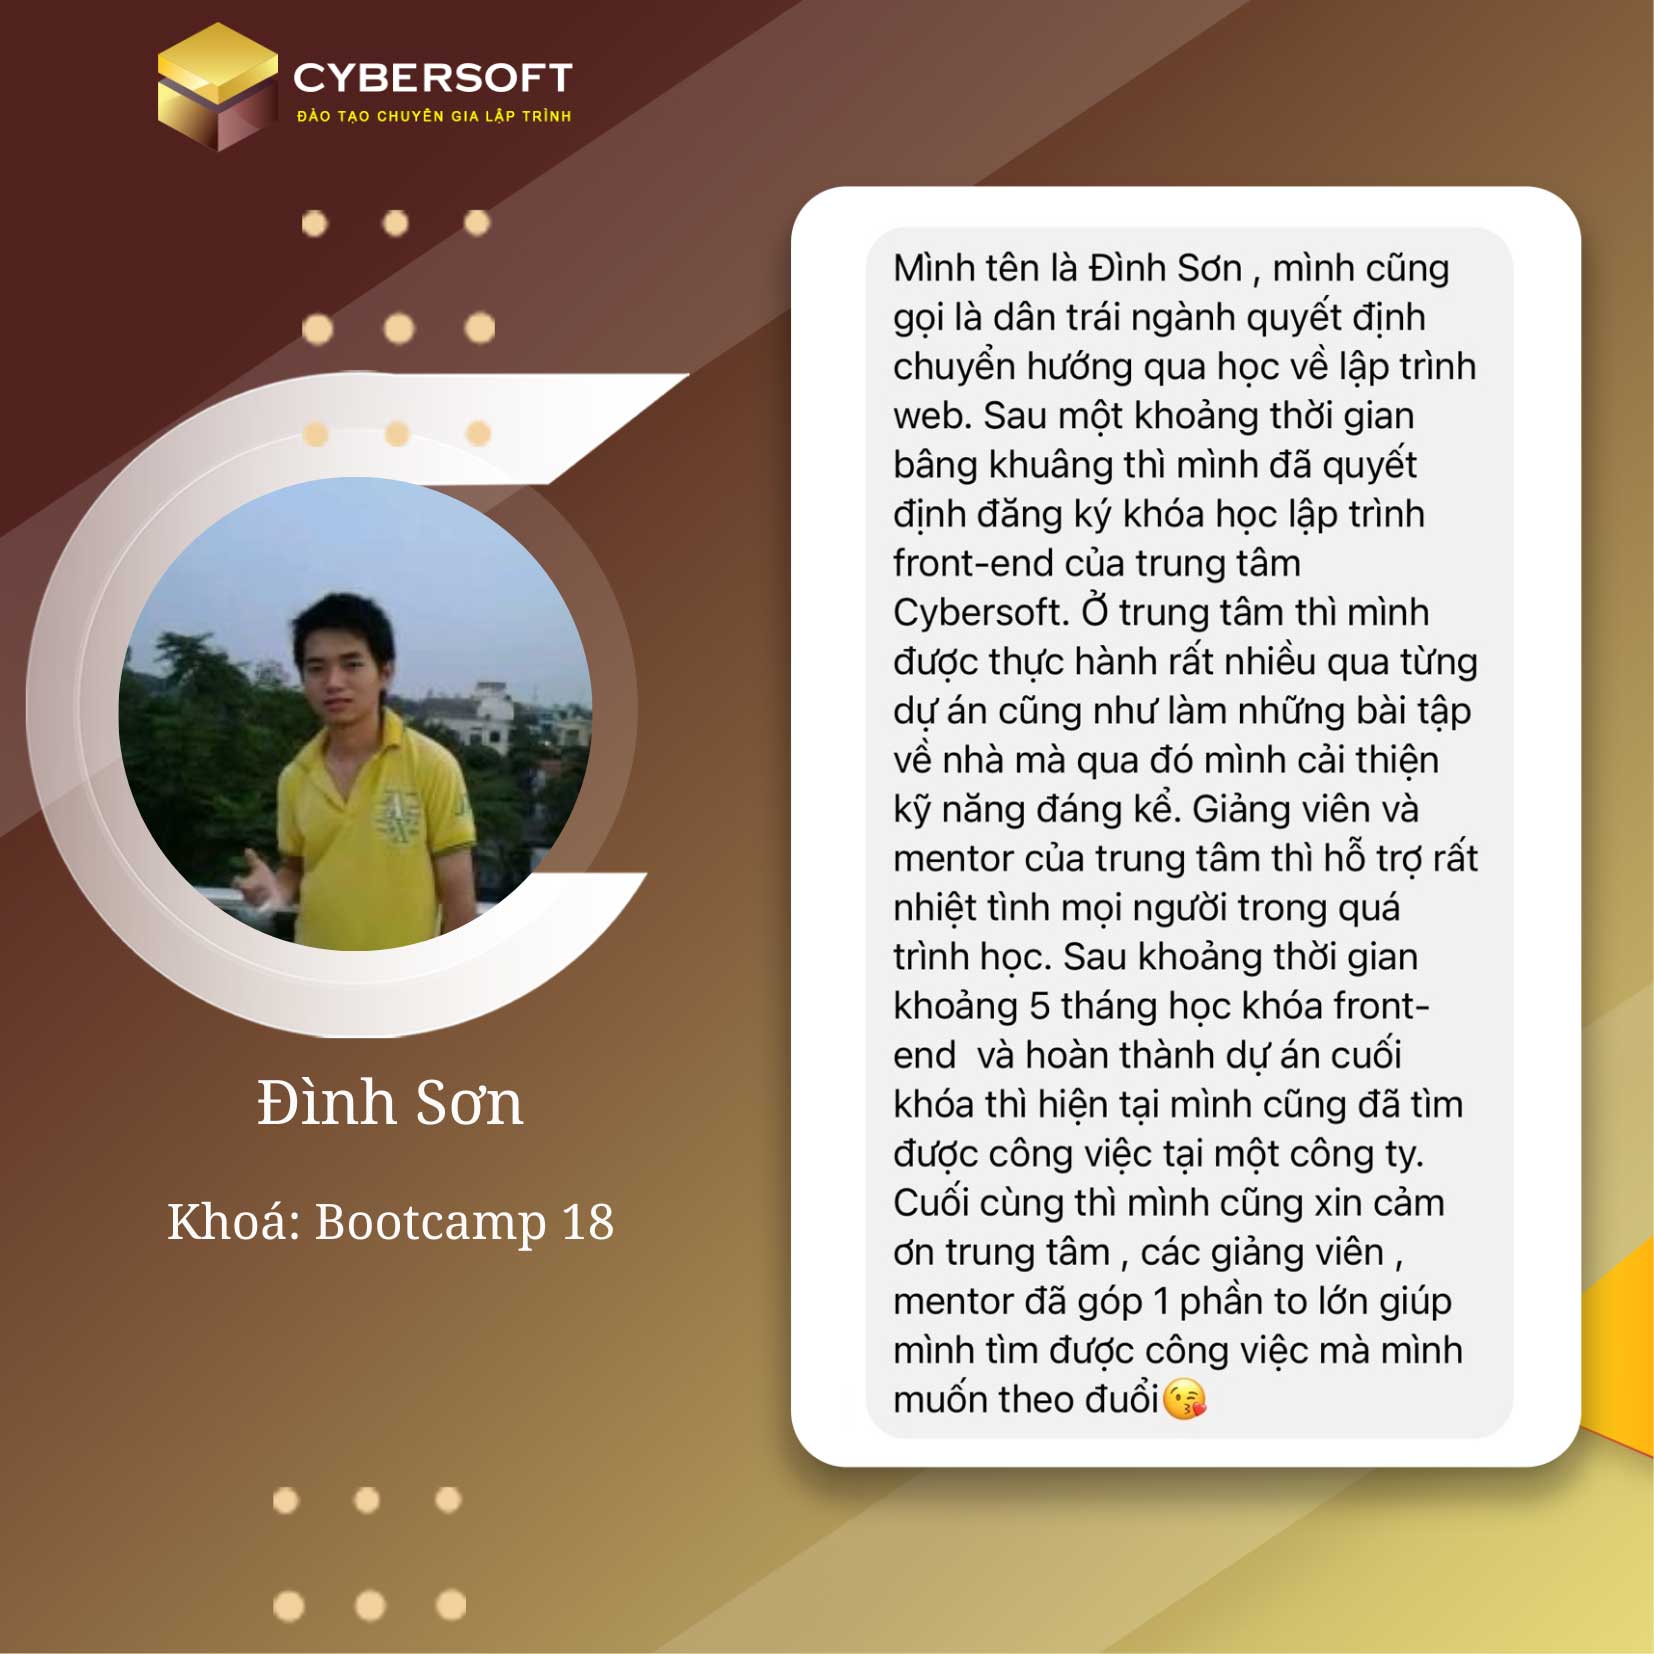 CYBERSOFT
ĐÀO TẠO CHUYÊN GIA LẬP TRÌNH
Mình tên là Đình Sơn , mình cũng
gọi là dân trái ngành quyết định
chuyển hướng qua học về lập trình
web. Sau một khoảng thời gian
bâng khuâng thì mình đã quyết
định đăng ký khóa học lập trình
front-end của trung tâm
Cybersoft. Ở trung tâm thì mình
được thực hành rất nhiều qua từng
dự án cũng như làm những bài tập
về nhà mà qua đó mình cải thiện
kỹ năng đáng kể. Giảng viên và
mentor của trung tâm thì hỗ trợ rất
nhiệt tình mọi người trong quá
trình học. Sau khoảng thời gian
khoảng 5 tháng học khóa front-
end  và hoàn thành dự án cuối
khóa thì hiện tại mình cũng đã tìm
được công việc tại một công ty.
Cuối cùng thì mình cũng xin cảm
ơn trung tâm , các giảng viên ,
mentor đã góp 1 phần to lớn giúp
mình tìm được công việc mà mình
muốn theo đuổi😘
Đình Sơn
Khoá: Bootcamp 18